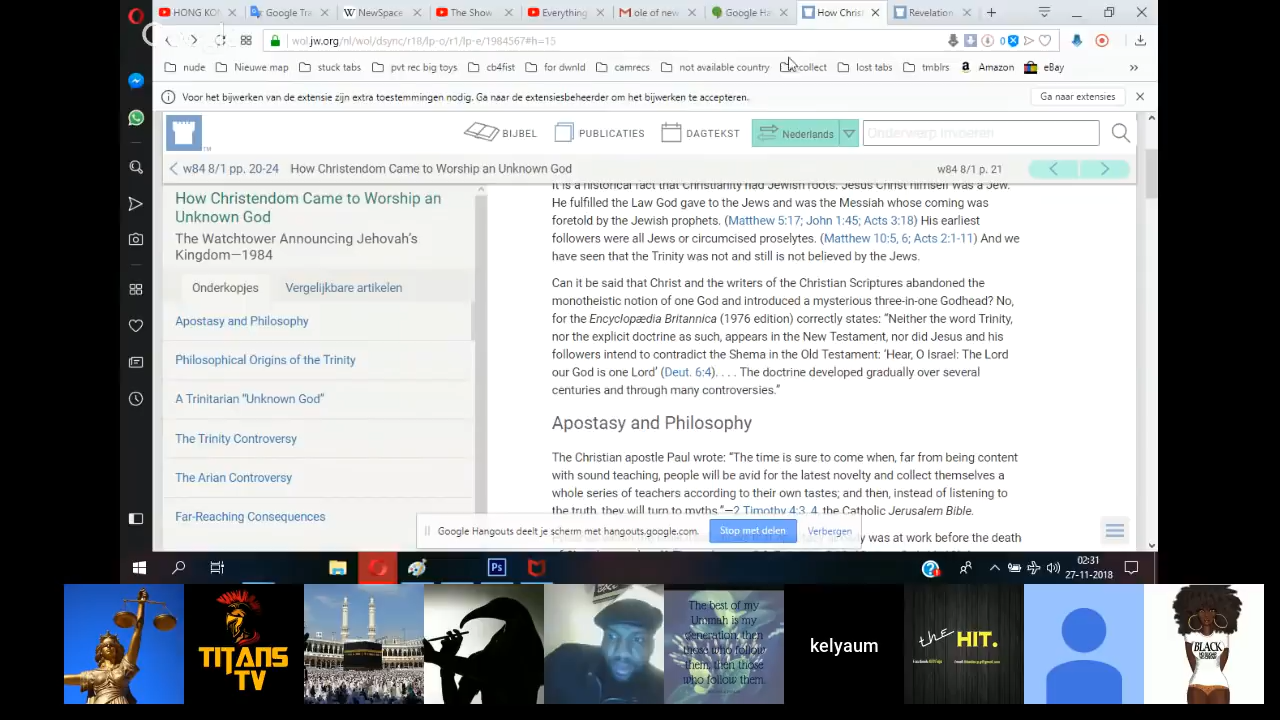 HONG KO
Google Tra
NewSpace
The Show
Everything
ole of new
Google Ha
How Chris
Revelation
wol.jw.org/nl/wol/dsync/r18/lp-o/r1/lp-e/1984567#h=15
0
nude
Nieuwe map
stuck tabs
pvt rec big toys
cb4fist
for dwnld
camrecs
not available country
collect
lost tabs
tmblrs
Amazon
eBay
Voor het bijwerken van de extensie zijn extra toestemmingen nodig. Ga naar de extensiesbeheerder om het bijwerken te accepteren.
Ga naar extensies
BIJBEL
PUBLICATIES
DAGTEKST
Nederlands
Onderwerp invoeren
w84 8/1 pp. 20-24
How Christendom Came to Worship an Unknown God
w84 8/1 p. 21
How Christendom Came to Worship an
Unknown God
The Watchtower Announcing Jehovah's
Kingdom—1984
Onderkopjes
Vergelijkbare artikelen
Apostasy and Philosophy
Philosophical Origins of the Trinity
A Trinitarian "Unknown God"
The Trinity Controversy
The Arian Controversy
Far-Reaching Consequences
It is a historical fact that Christianity had Jewish roots. Jesus Christ himself was a Jew.
He fulfilled the Law God gave to the Jews and was the Messiah whose coming was
foretold by the Jewish prophets. (Matthew 5:17; John 1:45; Acts 3:18) His earliest
followers were all Jews or circumcised proselytes. (Matthew 10:5, 6; Acts 2:1-11) And we
have seen that the Trinity was not and still is not believed by the Jews.
Can it be said that Christ and the writers of the Christian Scriptures abandoned the
monotheistic notion of one God and introduced a mysterious three-in-one Godhead? No,
for the Encyclopædia Britannica (1976 edition) correctly states: "Neither the word Trinity,
nor the explicit doctrine as such, appears in the New Testament, nor did Jesus and his
followers intend to contradict the Shema in the Old Testament: 'Hear, O Israel: The Lord
our God is one Lord' (Deut. 6:4). . . . The doctrine developed gradually over several
centuries and through many controversies."
Apostasy and Philosophy
The Christian apostle Paul wrote: "The time is sure to come when, far from being content
with sound teaching, people will be avid for the latest novelty and collect themselves a
whole series of teachers according to their own tastes; and then, instead of listening to
the truth, they will turn to myths."—2 Timothy 4:3, 4, the Catholic Jerusalem Bible.
y was at work before the death
Google Hangouts deelt je scherm met hangouts.google.com.
Stop met delen
Verbergen
Ps
02:31
27-11-2018
TITANS
TV
The best of my
Ummah is my
generation, then
those who follow
them, then those
who follow them.
kelyaum
the HIT.
BLACK